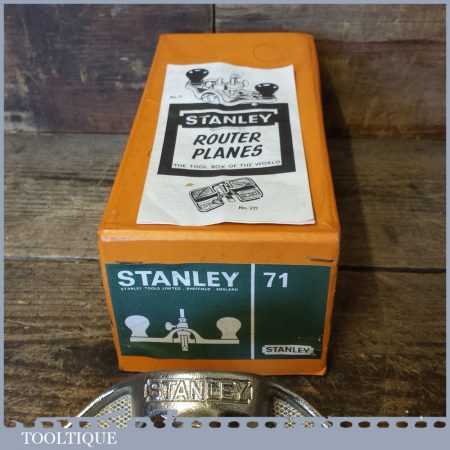 No. 71
STANLEY
ROUTER
PLANES
THE TOOL BOX OF THE WORLD
No. 271
STANLEY
STANLEY TOOLS LIMITED · SHEFFIELD · ENGLAND
71
STANLEY
STANLEY
TOOLTIQUE